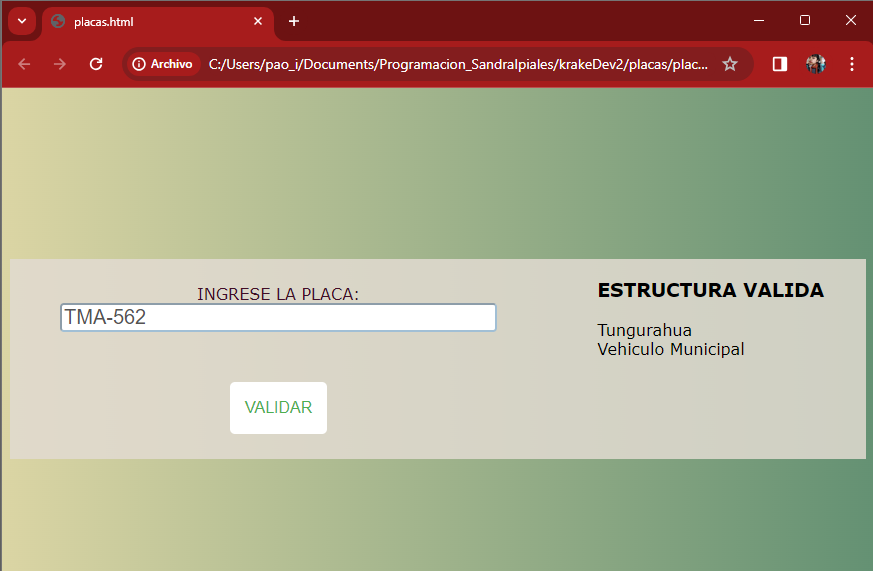 placas.html
Archivo
C:/Users/pao_i/Documents/Programacion_SandraIpiales/krakeDev2/placas/plac...
INGRESE LA PLACA:
TMA-562
VALIDAR
ESTRUCTURA VALIDA
Tungurahua
Vehiculo Municipal